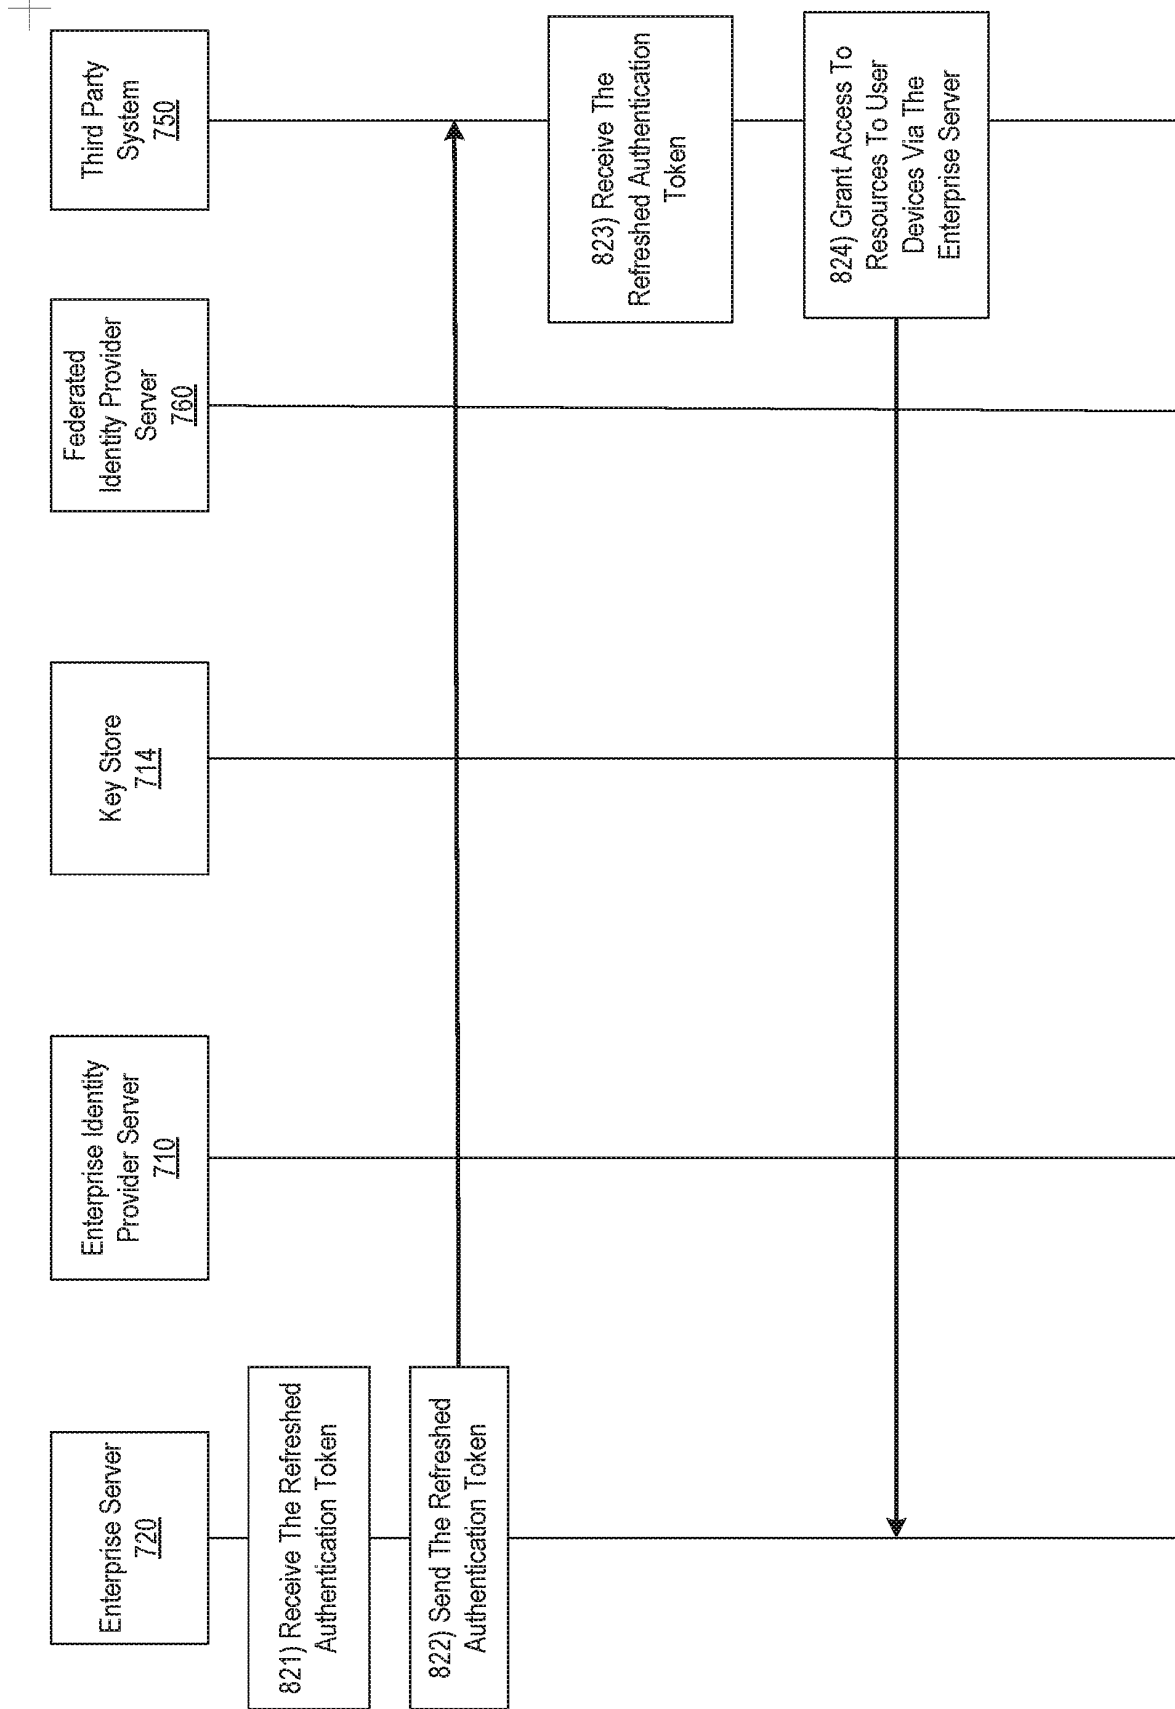 Enterprise Server
720
Enterprise Identity
Provider Server
710
Key Store
714
Federated
Identity Provider
Server
760
Third Party
System
750
821) Receive The Refreshed
Authentication Token
822) Send The Refreshed
Authentication Token
823) Receive The
Refreshed Authentication
Token
824) Grant Access To
Resources To User
Devices Via The
Enterprise Server